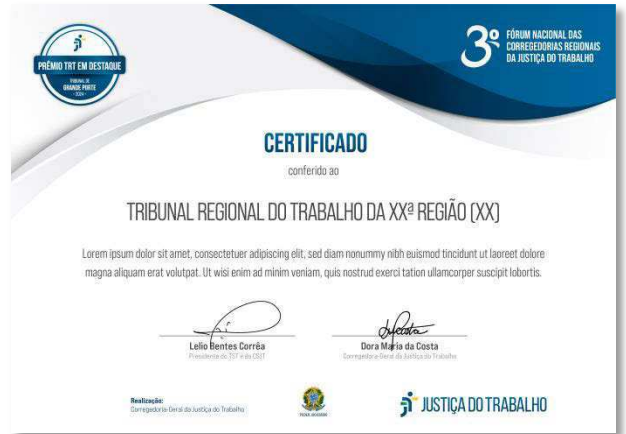 PRÊMIO TRT EM DESTAQUE
TRIBUNAL DE
GRANDE PORTE
- 2024 -
3º FÓRUM NACIONAL DAS
CORREGEDORIAS REGIONAIS
DA JUSTIÇA DO TRABALHO
CERTIFICADO
conferido ao
TRIBUNAL REGIONAL DO TRABALHO DA XXª REGIÃO (XX)
Lorem ipsum dolor sit amet, consectetuer adipiscing elit, sed diam nonummy nibh euismod tincidunt ut laoreet dolore
magna aliquam erat volutpat. Ut wisi enim ad minim veniam, quis nostrud exerci tation ullamcorper suscipit lobortis.
Lelio Bentes Corrêa
Presidente do TST e do CSJT
Dora Maria da Costa
Corregedora-Geral da Justiça do Trabalho
Realização:
Corregedoria-Geral da Justiça do Trabalho
JUSTIÇA DO TRABALHO